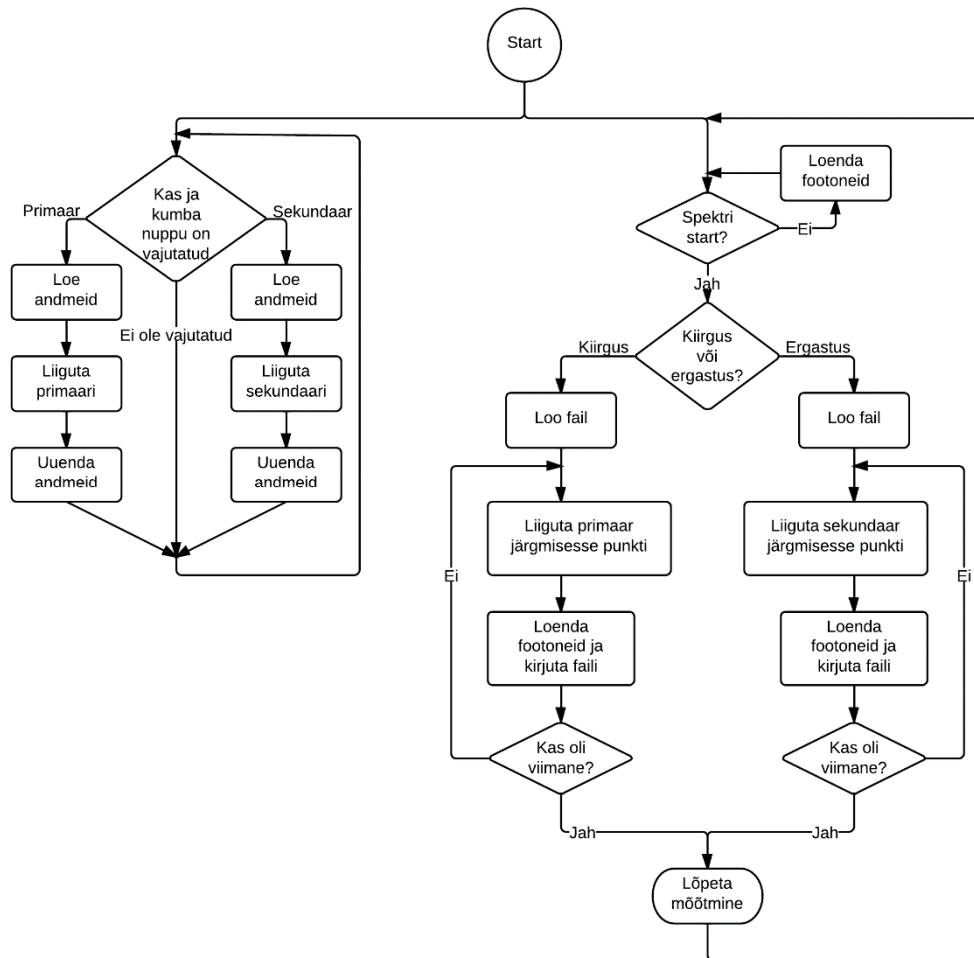 Start
Kas ja
kumba
nuppu on
vajutatud
Primaar
Sekundaar
Loe
andmeid
Loe
andmeid
Ei ole vajutatud
Liiguta
primaari
Liiguta
sekundaari
Uuenda
andmeid
Uuenda
andmeid
Loenda
footoneid
Spektri
start?
Ei
Jah
Kiirgus
või
ergastus?
Kiirgus
Ergastus
Loo fail
Loo fail
Liiguta primaar
järgmisesse punkti
Liiguta sekundaar
järgmisesse punkti
Ei
Ei
Loenda
footoneid ja
kirjuta faili
Loenda
footoneid ja
kirjuta faili
Kas oli
viimane?
Kas oli
viimane?
Jah
Jah
Lõpeta
mõõtmine